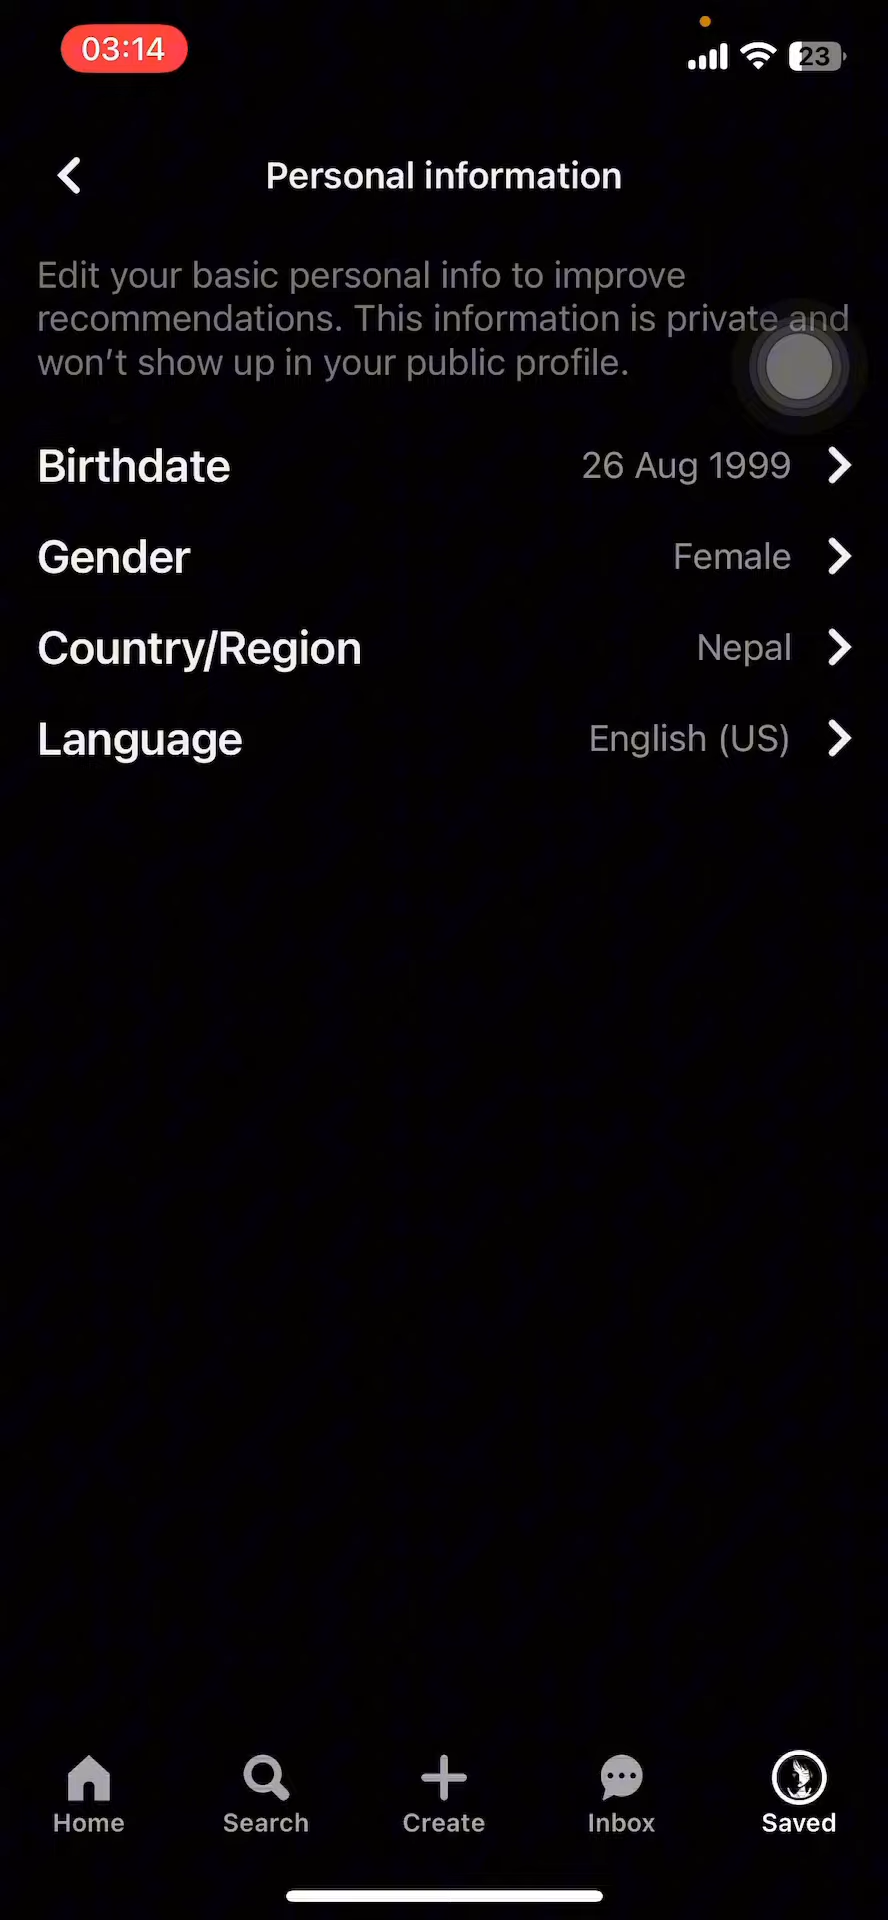 03:14
23
Personal information
Edit your basic personal info to improve
recommendations. This information is private and
won't show up in your public profile.
Birthdate
26 Aug 1999
Gender
Female
Country/Region
Nepal
Language
English (US)
Home
Search
Create
Inbox
Saved